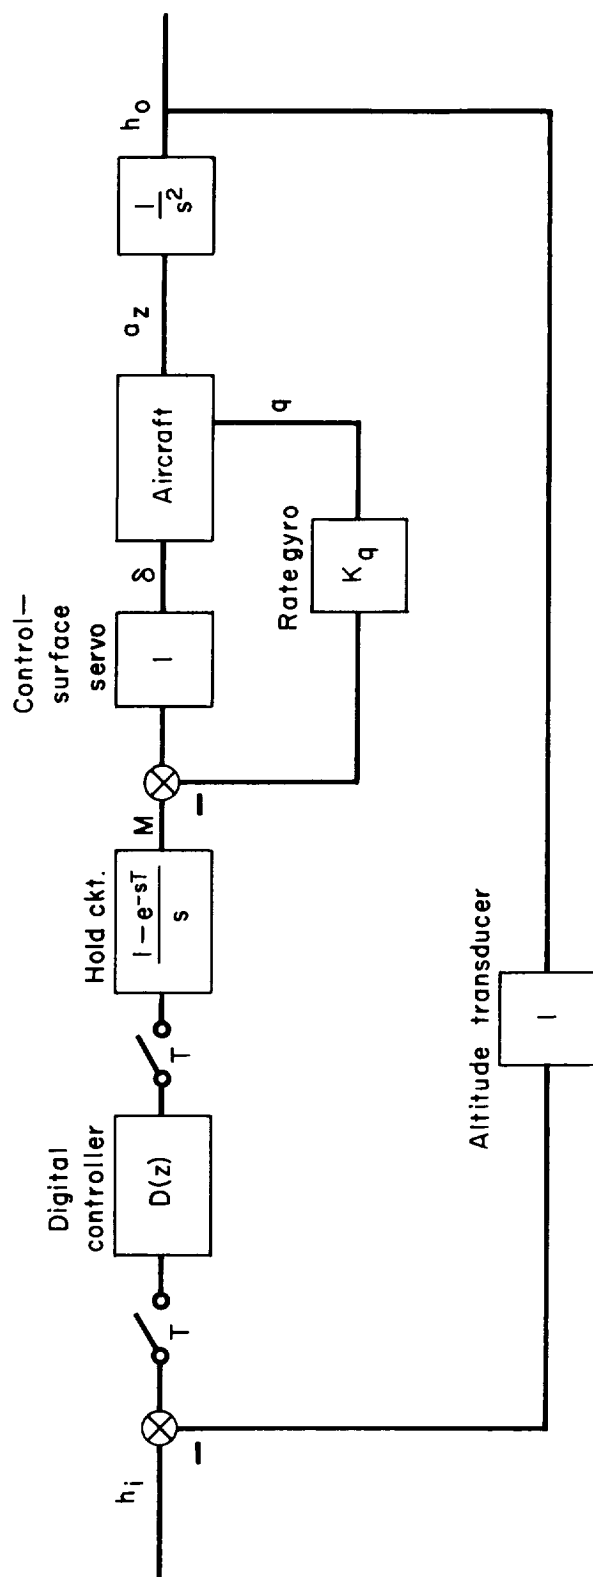 h_i
T
Digital
controller
D(z)
T
Hold ckt.
1 – e^-sT
s
M
–
Control–
surface
servo
1
δ
Aircraft
a_z
1
s^2
h_o
q
Rate gyro
K_q
Altitude transducer
1
–